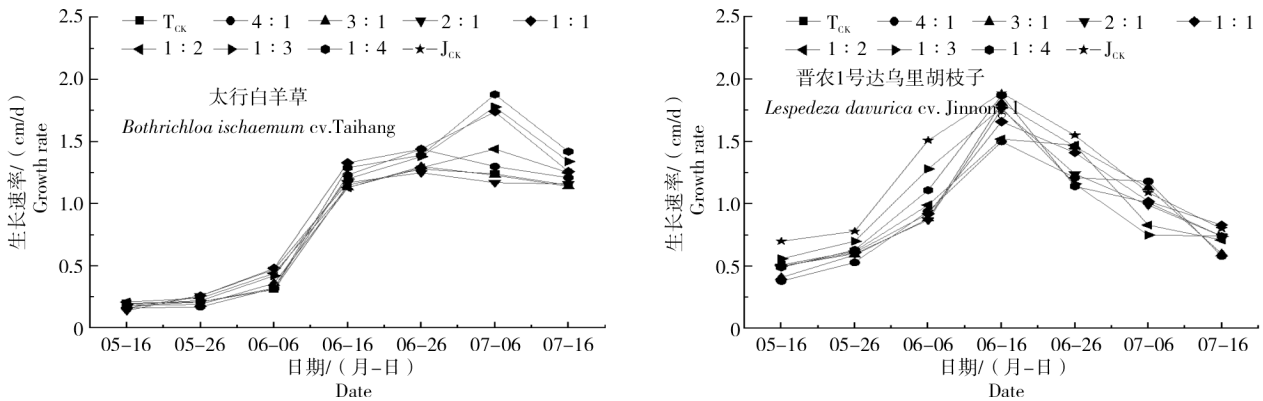 2.5
2.0
1.5
1.0
0.5
0
生长速率/（cm/d）
Growth rate
T_CK 4：1 3：1 2：1 1：1
1：2 1：3 1：4 J_CK
太行白羊草
Bothrichloa ischaemum cv.Taihang
05-16 05-26 06-06 06-16 06-26 07-06 07-16
日期/（月-日）
Date
2.5
2.0
1.5
1.0
0.5
0
生长速率/（cm/d）
Growth rate
T_CK 4：1 3：1 2：1 1：1
1：2 1：3 1：4 J_CK
晋农1号达乌里胡枝子
Lespedeza davurica cv. Jinnong 1
05-16 05-26 06-06 06-16 06-26 07-06 07-16
日期/（月-日）
Date